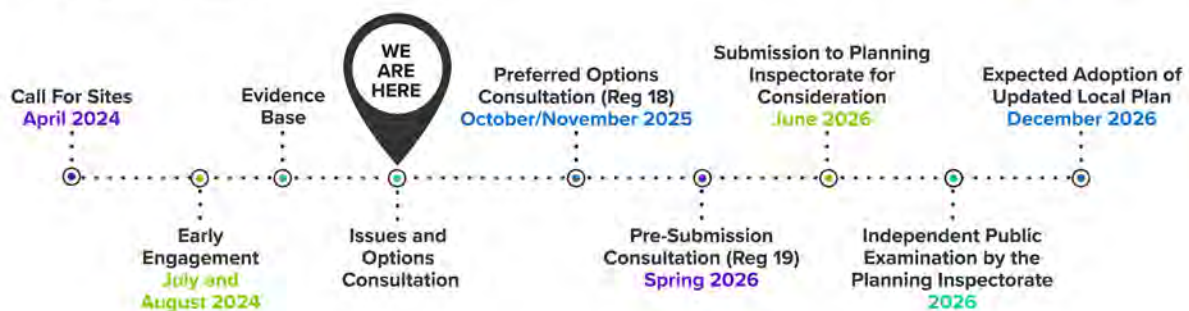 Call For Sites
April 2024
Early
Engagement
July and
August 2024
Evidence
Base
WE
ARE
HERE
Issues and
Options
Consultation
Preferred Options
Consultation (Reg 18)
October/November 2025
Pre-Submission
Consultation (Reg 19)
Spring 2026
Submission to Planning
Inspectorate for
Consideration
June 2026
Independent Public
Examination by the
Planning Inspectorate
2026
Expected Adoption of
Updated Local Plan
December 2026